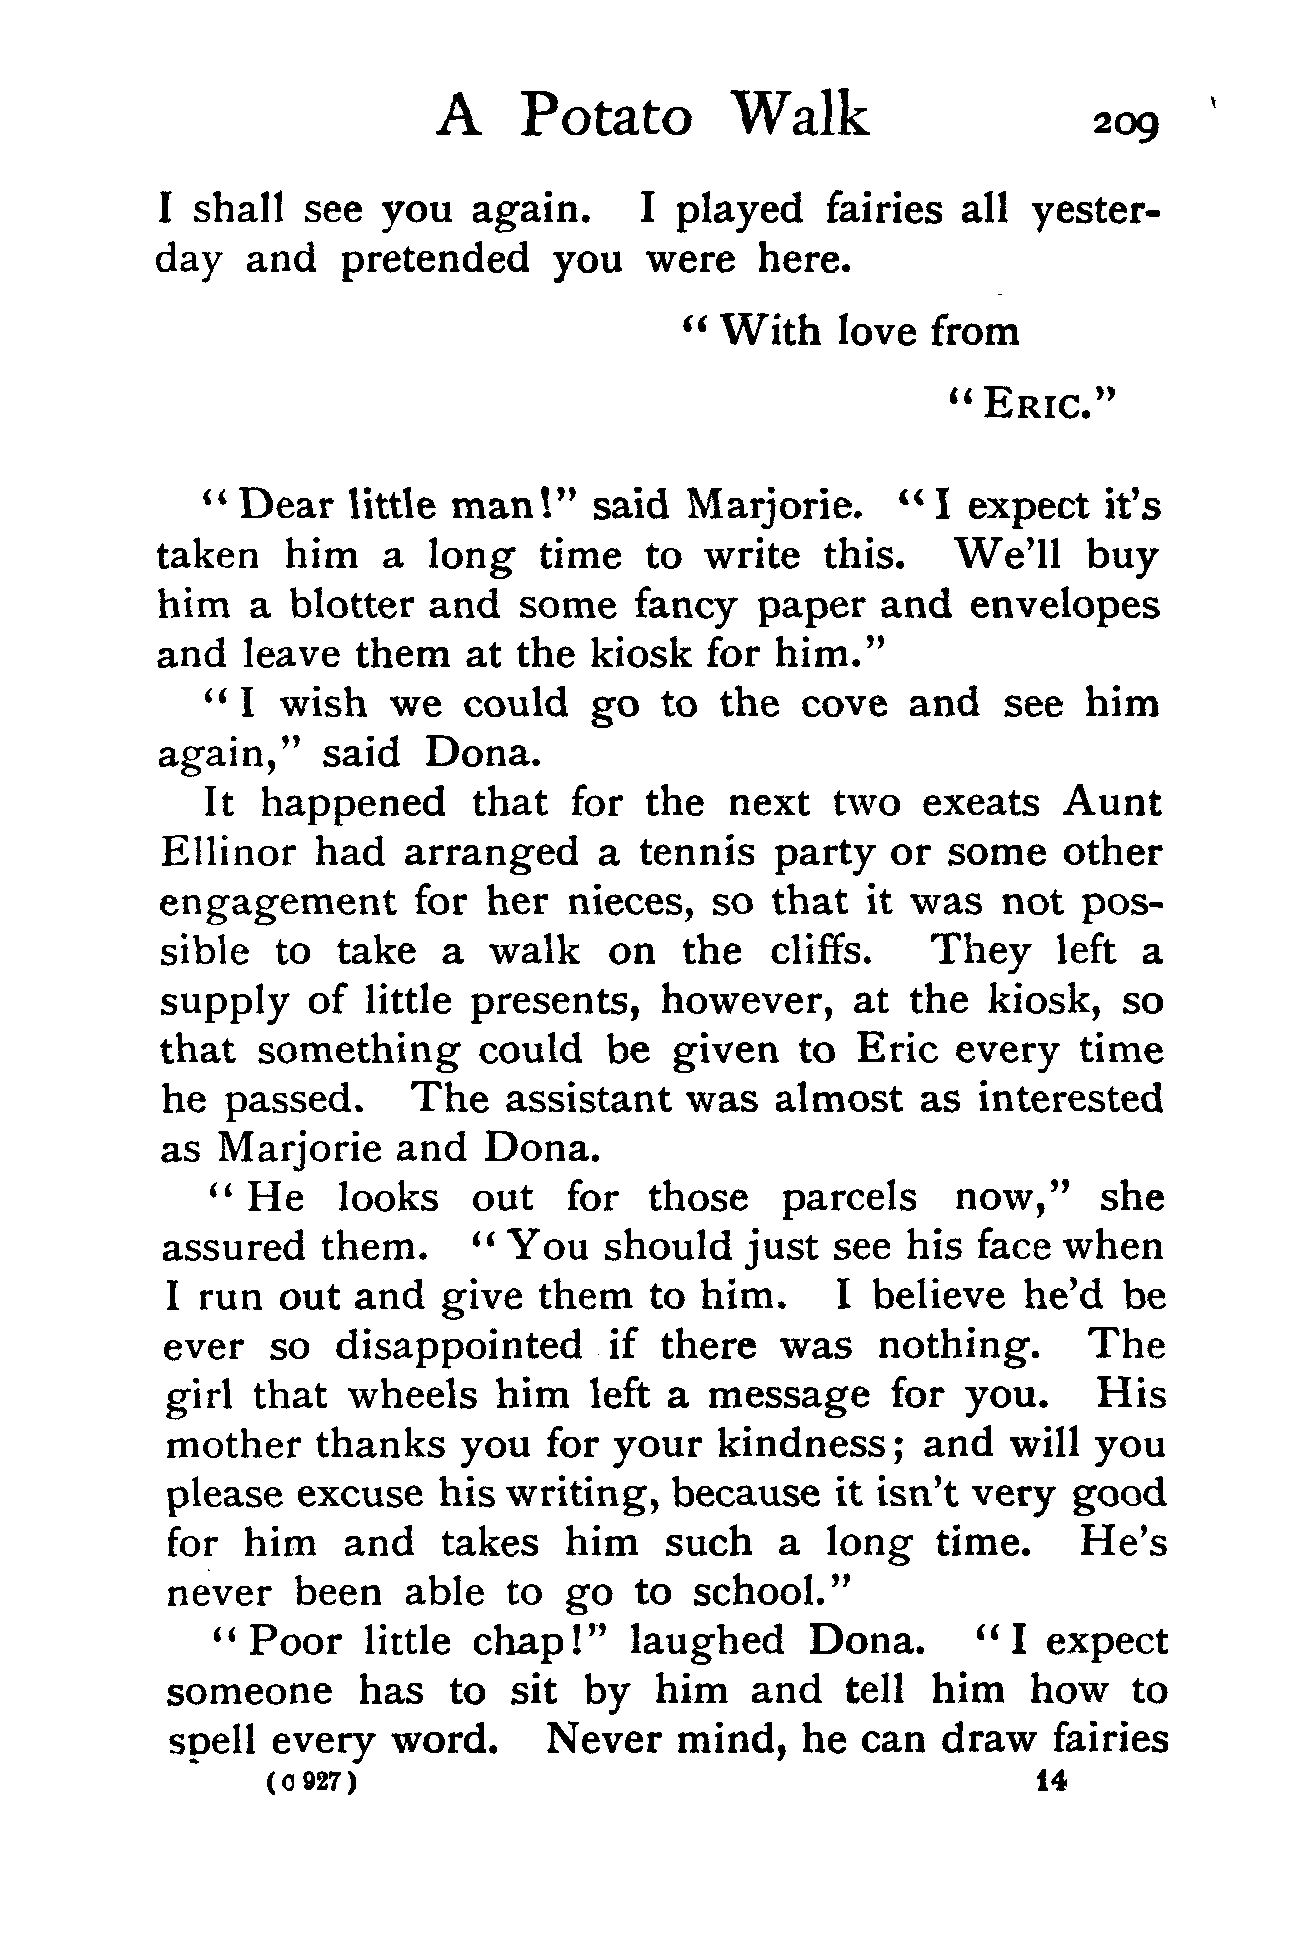 A Potato Walk 209
I shall see you again. I played fairies all yester-
day and pretended you were here.
“ With love from
“ ERIC.”
“ Dear little man!” said Marjorie. “ I expect it’s
taken him a long time to write this. We’ll buy
him a blotter and some fancy paper and envelopes
and leave them at the kiosk for him.”
“ I wish we could go to the cove and see him
again,” said Dona.
It happened that for the next two exeats Aunt
Ellinor had arranged a tennis party or some other
engagement for her nieces, so that it was not pos-
sible to take a walk on the cliffs. They left a
supply of little presents, however, at the kiosk, so
that something could be given to Eric every time
he passed. The assistant was almost as interested
as Marjorie and Dona.
“ He looks out for those parcels now,” she
assured them. “ You should just see his face when
I run out and give them to him. I believe he’d be
ever so disappointed if there was nothing. The
girl that wheels him left a message for you. His
mother thanks you for your kindness; and will you
please excuse his writing, because it isn’t very good
for him and takes him such a long time. He’s
never been able to go to school.”
“ Poor little chap!” laughed Dona. “ I expect
someone has to sit by him and tell him how to
spell every word. Never mind, he can draw fairies
(C 927) 14